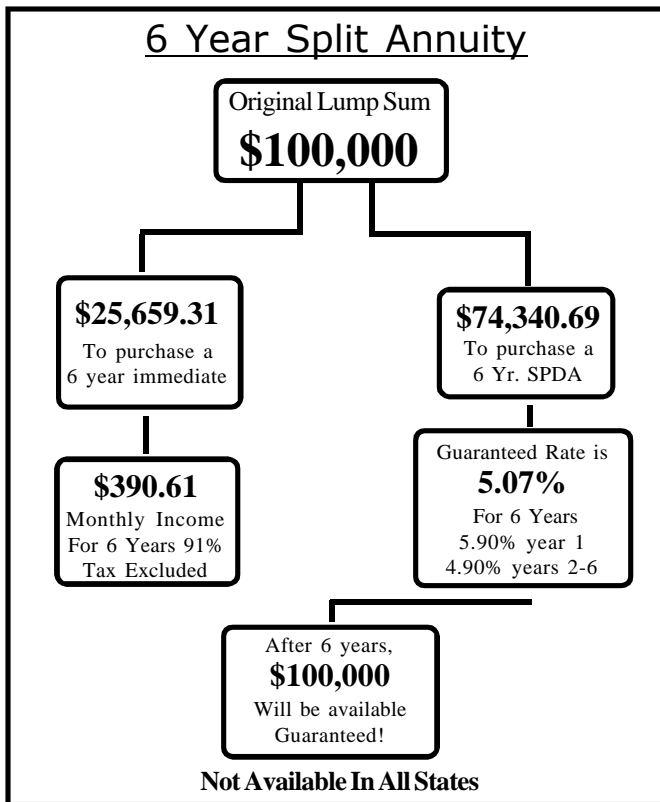 6 Year Split Annuity
Original Lump Sum
$100,000
$25,659.31
To purchase a
6 year immediate
$74,340.69
To purchase a
6 Yr. SPDA
$390.61
Monthly Income
For 6 Years 91%
Tax Excluded
Guaranteed Rate is
5.07%
For 6 Years
5.90% year 1
4.90% years 2-6
After 6 years,
$100,000
Will be available
Guaranteed!
Not Available In All States